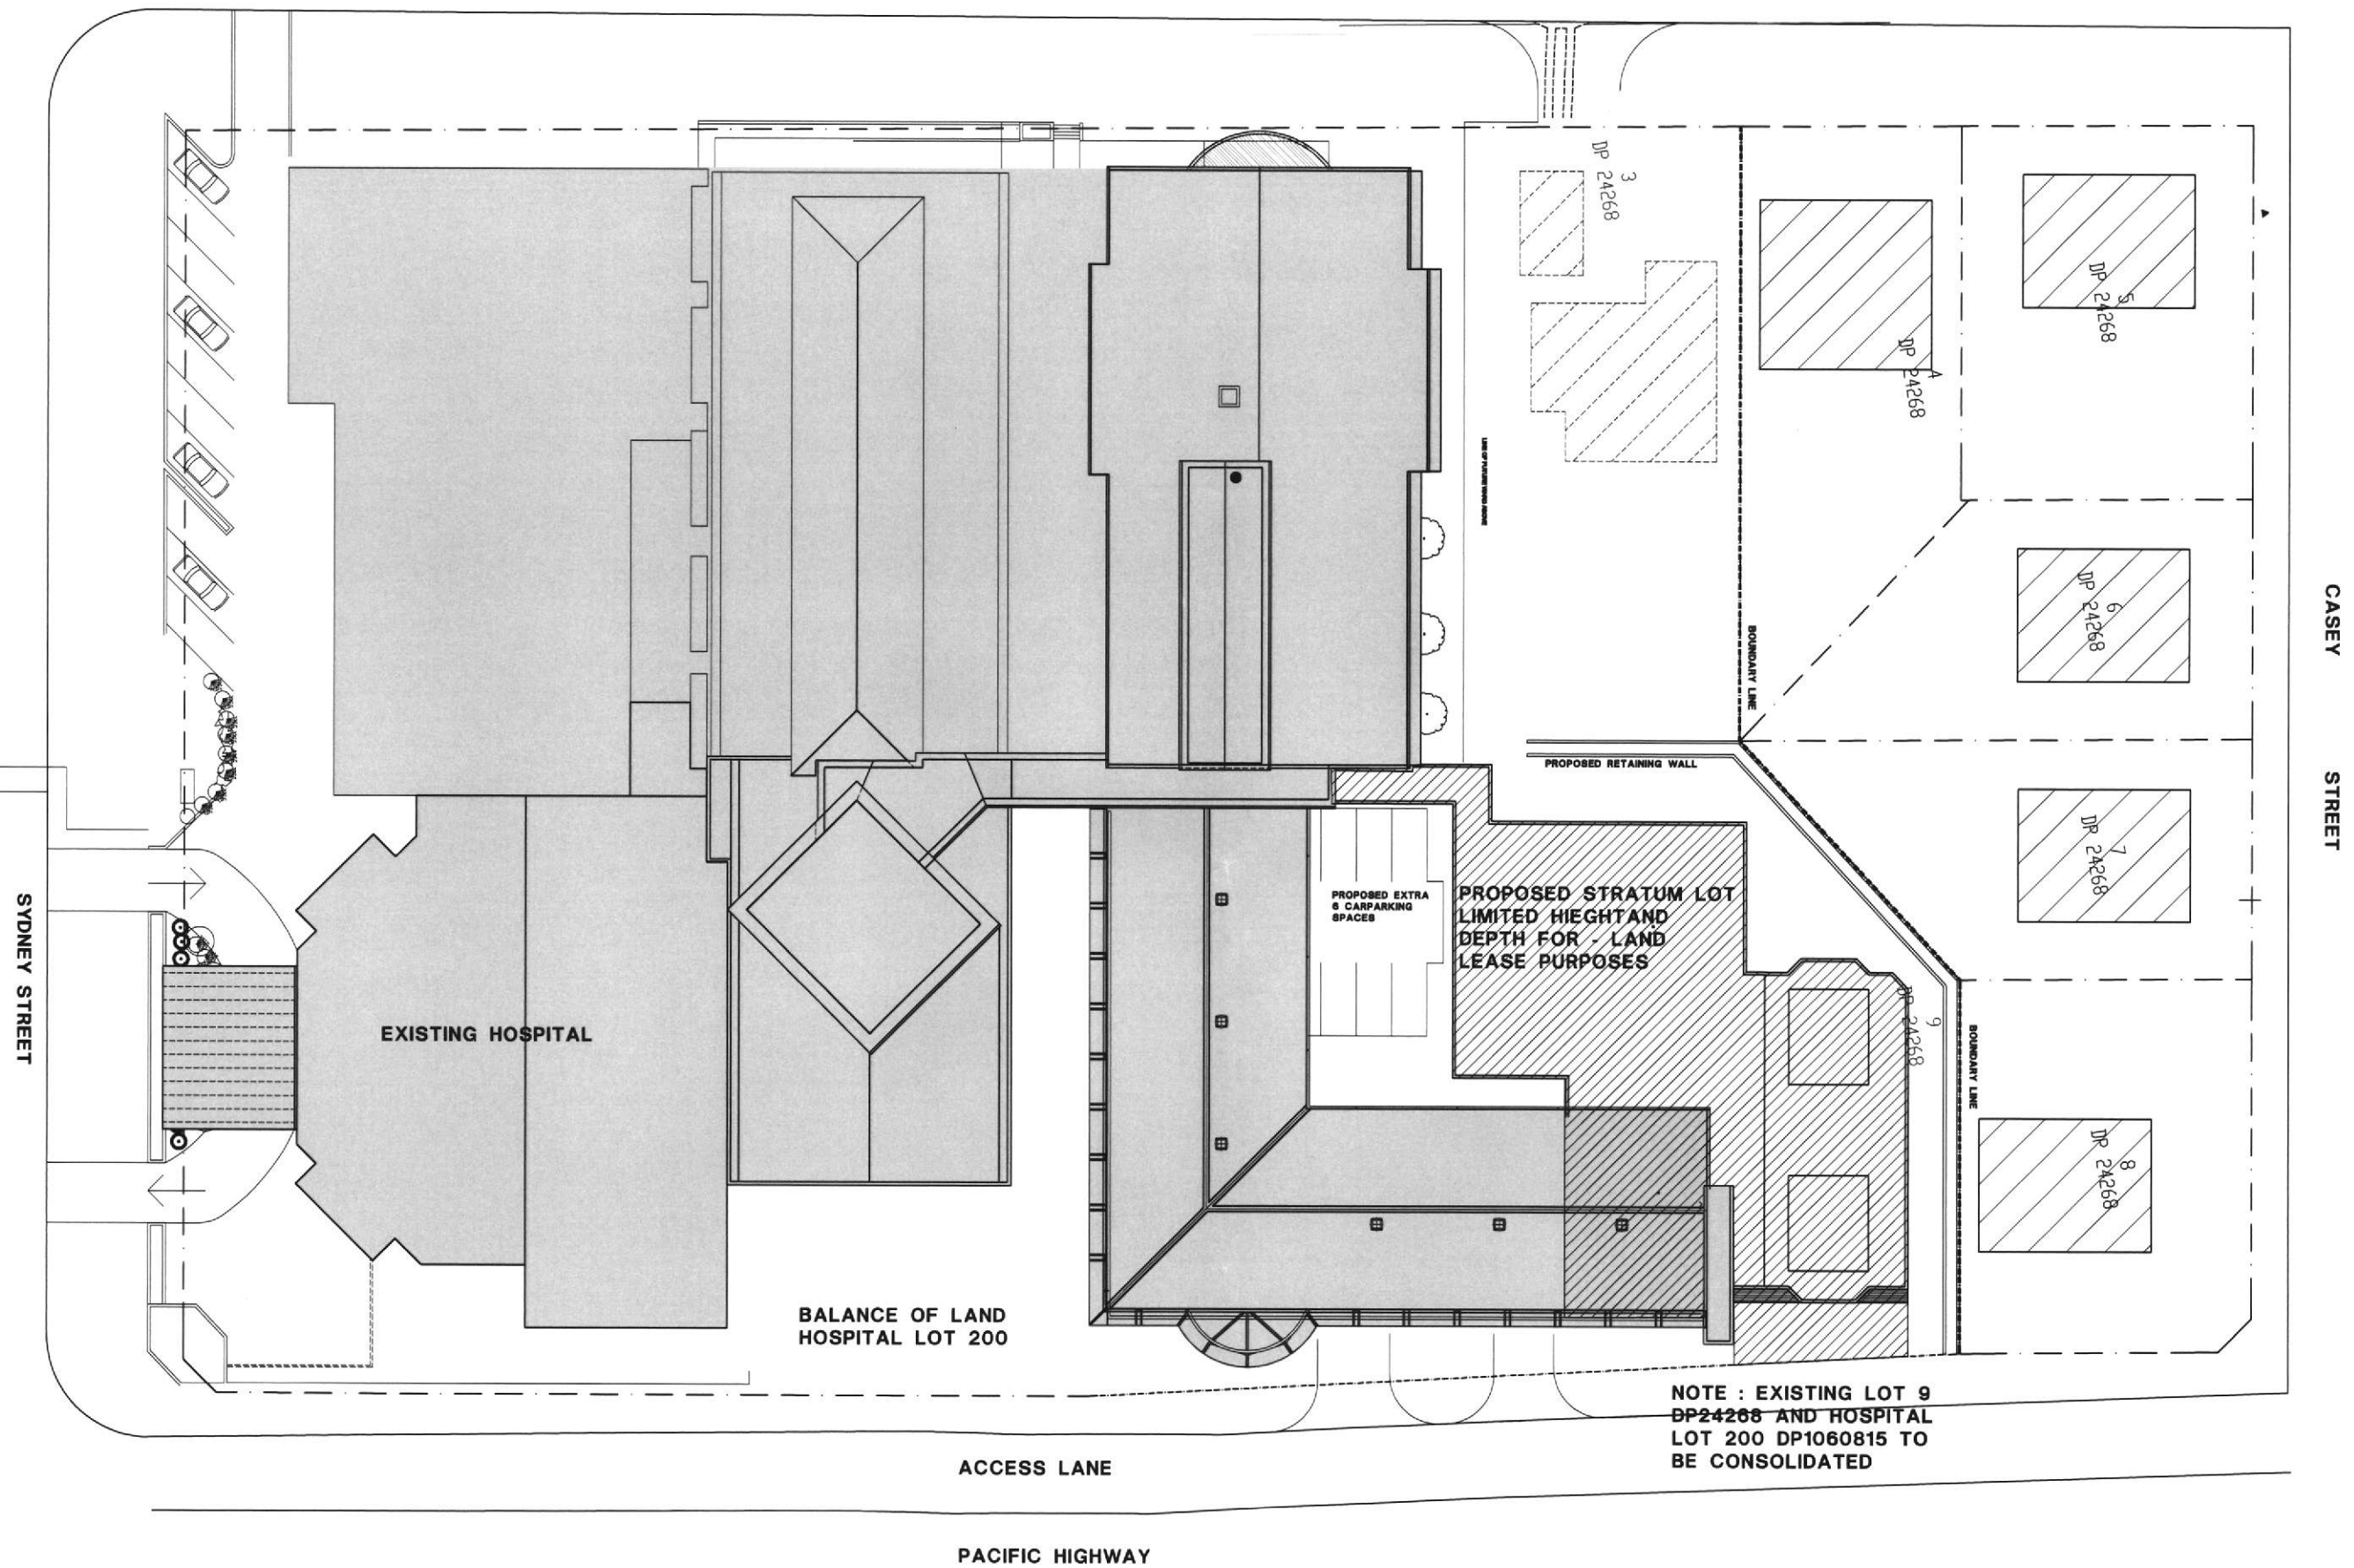 3
DP 24268
4
DP 24268
5
DP 24268
6
DP 24268
7
DP 24268
8
DP 24268
9
DP 24268
BOUNDARY LINE
PROPOSED RETAINING WALL
PROPOSED EXTRA
6 CARPARKING
SPACES
PROPOSED STRATUM LOT
LIMITED HIEGHTAND
DEPTH FOR - LAND
LEASE PURPOSES
BOUNDARY LINE
CASEY STREET
SYDNEY STREET
EXISTING HOSPITAL
BALANCE OF LAND
HOSPITAL LOT 200
NOTE : EXISTING LOT 9
DP24268 AND HOSPITAL
LOT 200 DP1060815 TO
BE CONSOLIDATED
ACCESS LANE
PACIFIC HIGHWAY